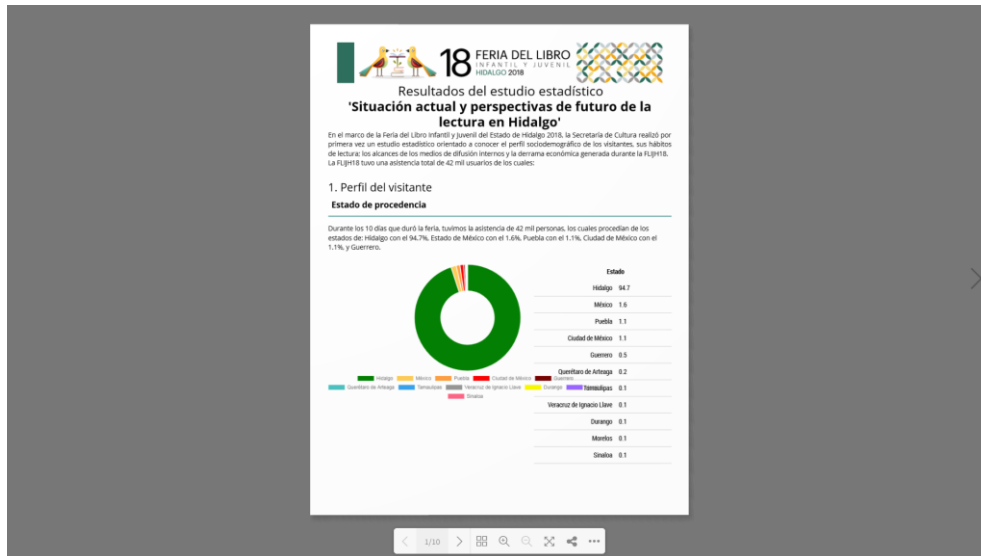 18 FERIA DEL LIBRO
INFANTIL Y JUVENIL
HIDALGO 2018
Resultados del estudio estadístico
'Situación actual y perspectivas de futuro de la
lectura en Hidalgo'
En el marco de la Feria del Libro Infantil y Juvenil del Estado de Hidalgo 2018, la Secretaría de Cultura realizó por
primera vez un estudio estadístico orientado a conocer el perfil sociodemográfico de los visitantes, sus hábitos
de lectura; los alcances de los medios de difusión internos y la derrama económica generada durante la FLIJH18.
La FLIJH18 tuvo una asistencia total de 42 mil usuarios de los cuales:
1. Perfil del visitante
Estado de procedencia
Durante los 10 días que duró la feria, tuvimos la asistencia de 42 mil personas, los cuales procedían de los
estados de: Hidalgo con el 94.7%, Estado de México con el 1.6%, Puebla con el 1.1%, Ciudad de México con el
1.1%, y Guerrero.
Estado
Hidalgo 94.7
México 1.6
Puebla 1.1
Ciudad de México 1.1
Guerrero 0.5
Querétaro de Arteaga 0.2
Tamaulipas 0.1
Veracruz de Ignacio Llave 0.1
Durango 0.1
Morelos 0.1
Sinaloa 0.1
Hidalgo México Puebla Ciudad de México Guerrero
Querétaro de Arteaga Tamaulipas Veracruz de Ignacio Llave Durango
Sinaloa
1/10